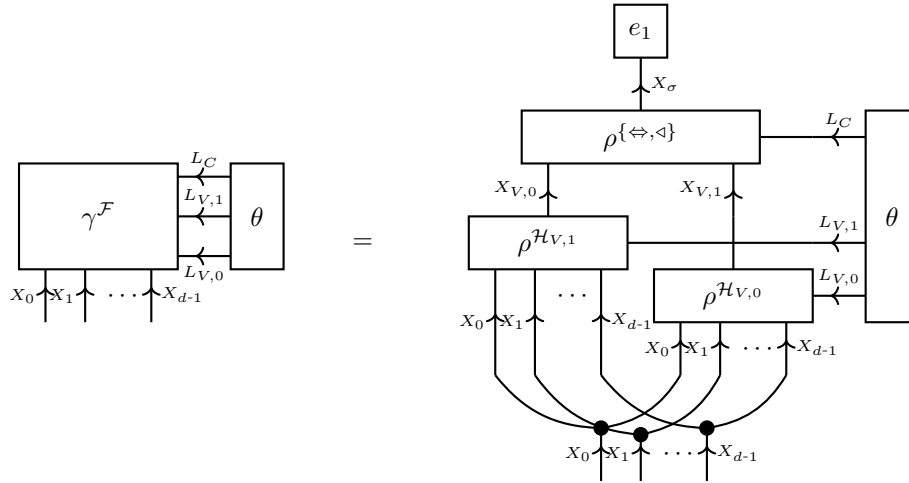 e_1
X_σ
ρ^{⇔,⊲}
L_C
L_C
X_{V,0}
X_{V,1}
γ^ℱ
L_{V,1}
θ
θ
=
ρ^{ℋ_{V,1}}
L_{V,1}
L_{V,0}
ρ^{ℋ_{V,0}}
L_{V,0}
X_0 X_1 ... X_{d-1}
X_0 X_1 ... X_{d-1}
X_0 X_1 ... X_{d-1}
X_0 X_1 ... X_{d-1}